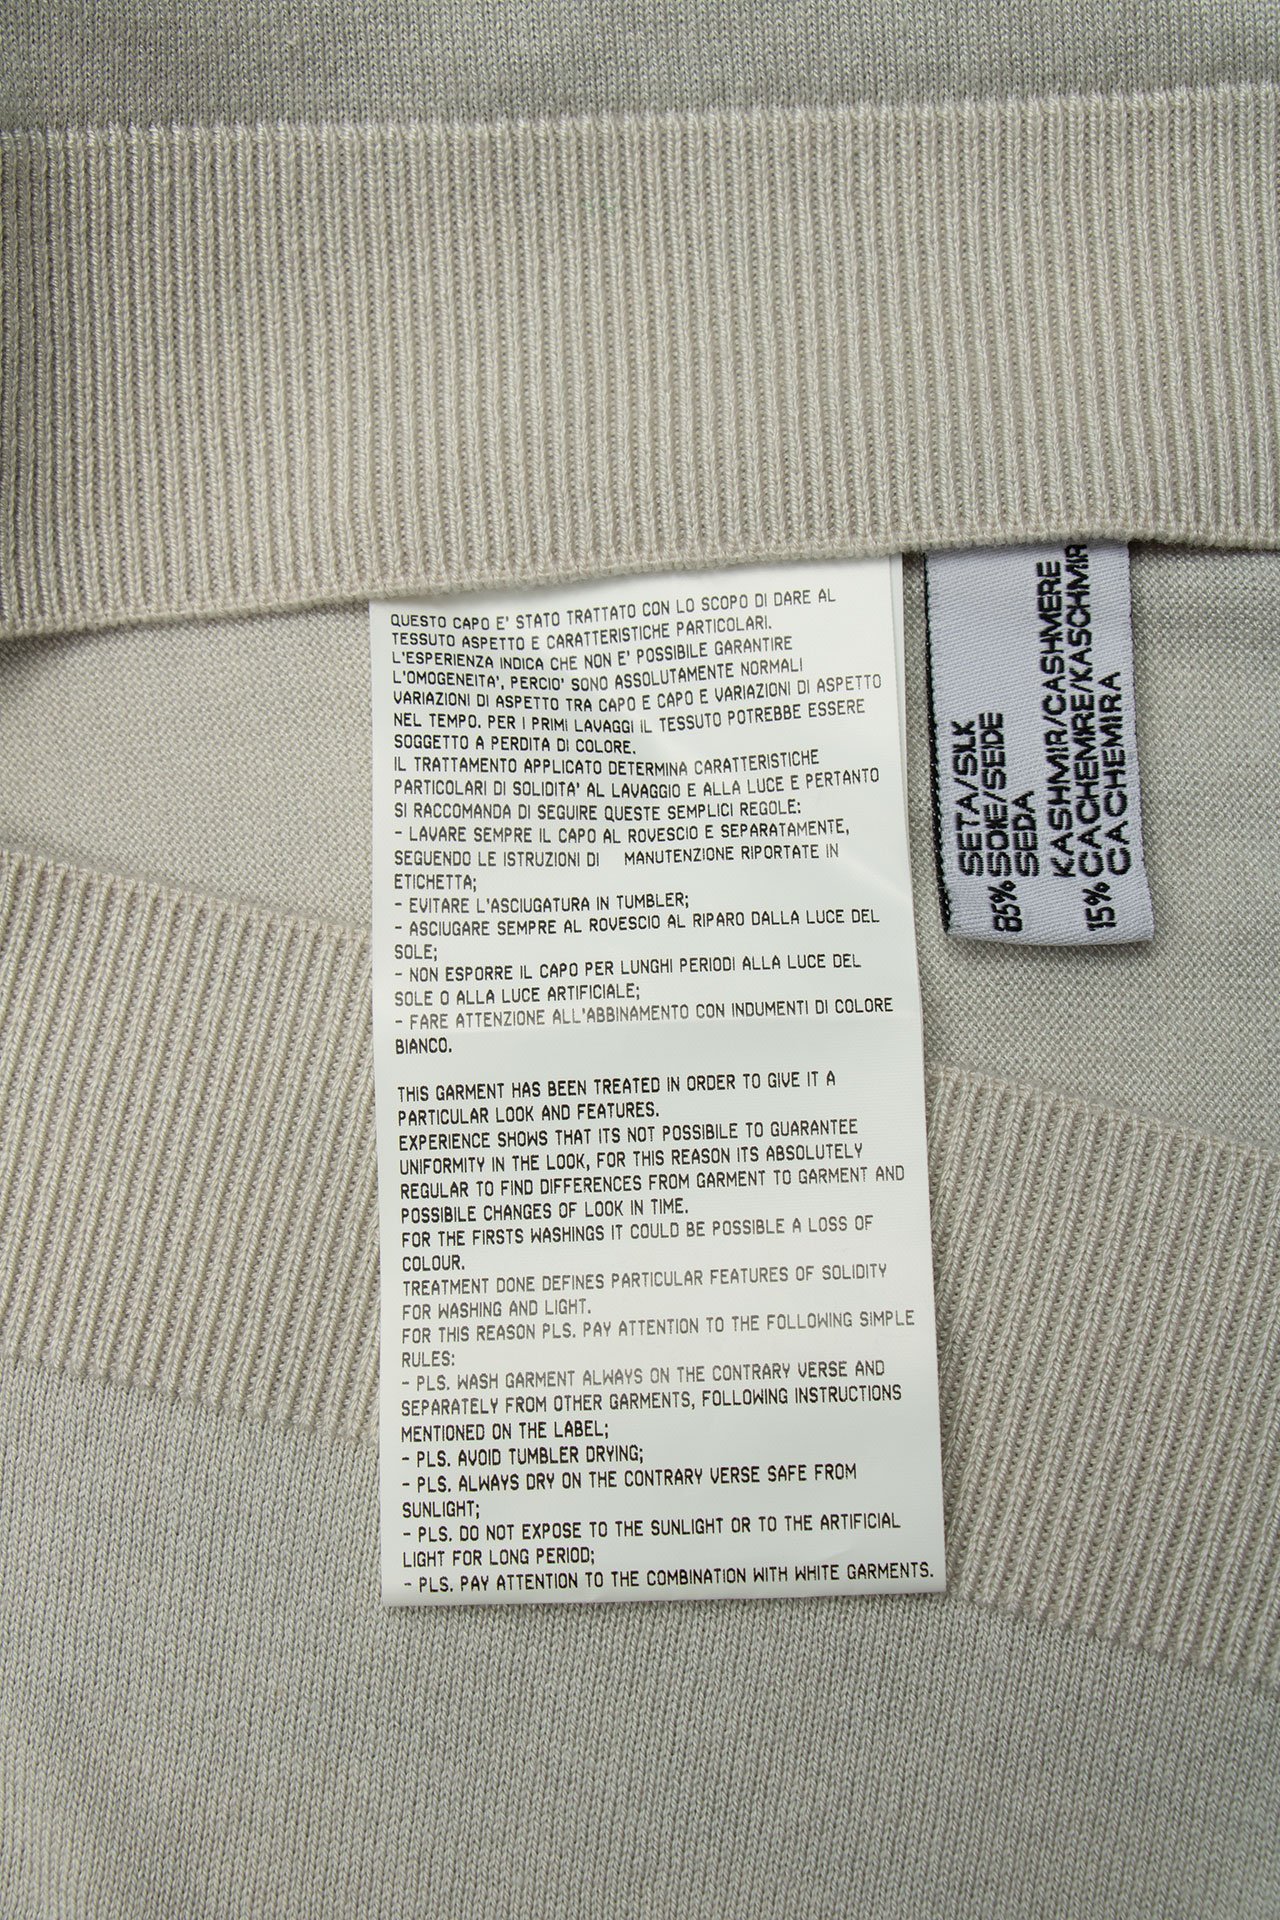 QUESTO CAPO E' STATO TRATTATO CON LO SCOPO DI DARE AL
TESSUTO ASPETTO E CARATTERISTICHE PARTICOLARI.
L'ESPERIENZA INDICA CHE NON E' POSSIBILE GARANTIRE
L'OMOGENEITA', PERCIO' SONO ASSOLUTAMENTE NORMALI
VARIAZIONI DI ASPETTO TRA CAPO E CAPO E VARIAZIONI DI ASPETTO
NEL TEMPO. PER I PRIMI LAVAGGI IL TESSUTO POTREBBE ESSERE
SOGGETTO A PERDITA DI COLORE.
IL TRATTAMENTO APPLICATO DETERMINA CARATTERISTICHE
PARTICOLARI DI SOLIDITA' AL LAVAGGIO E ALLA LUCE E PERTANTO
SI RACCOMANDA DI SEGUIRE QUESTE SEMPLICI REGOLE:
- LAVARE SEMPRE IL CAPO AL ROVESCIO E SEPARATAMENTE,
SEGUENDO LE ISTRUZIONI DI MANUTENZIONE RIPORTATE IN
ETICHETTA;
- EVITARE L'ASCIUGATURA IN TUMBLER;
- ASCIUGARE SEMPRE AL ROVESCIO AL RIPARO DALLA LUCE DEL
SOLE;
- NON ESPORRE IL CAPO PER LUNGHI PERIODI ALLA LUCE DEL
SOLE O ALLA LUCE ARTIFICIALE;
- FARE ATTENZIONE ALL'ABBINAMENTO CON INDUMENTI DI COLORE
BIANCO.
THIS GARMENT HAS BEEN TREATED IN ORDER TO GIVE IT A
PARTICULAR LOOK AND FEATURES.
EXPERIENCE SHOWS THAT ITS NOT POSSIBILE TO GUARANTEE
UNIFORMITY IN THE LOOK, FOR THIS REASON ITS ABSOLUTELY
REGULAR TO FIND DIFFERENCES FROM GARMENT TO GARMENT AND
POSSIBILE CHANGES OF LOOK IN TIME.
FOR THE FIRSTS WASHINGS IT COULD BE POSSIBLE A LOSS OF
COLOUR.
TREATMENT DONE DEFINES PARTICULAR FEATURES OF SOLIDITY
FOR WASHING AND LIGHT.
FOR THIS REASON PLS. PAY ATTENTION TO THE FOLLOWING SIMPLE
RULES:
- PLS. WASH GARMENT ALWAYS ON THE CONTRARY VERSE AND
SEPARATELY FROM OTHER GARMENTS, FOLLOWING INSTRUCTIONS
MENTIONED ON THE LABEL;
- PLS. AVOID TUMBLER DRYING;
- PLS. ALWAYS DRY ON THE CONTRARY VERSE SAFE FROM
SUNLIGHT;
- PLS. DO NOT EXPOSE TO THE SUNLIGHT OR TO THE ARTIFICIAL
LIGHT FOR LONG PERIOD;
- PLS. PAY ATTENTION TO THE COMBINATION WITH WHITE GARMENTS.
SETA/SILK
85% SOIE/SEIDE
SEDA
KASHMIR/CASHMERE
15% CACHEMIRE/KASCHMIR
CACHEMIRA